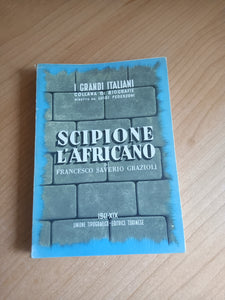 I GRANDI ITALIANI
COLLANA DI BIOGRAFIE
DIRETTA DA LUIGI FEDERZONI
SCIPIONE
L'AFRICANO
FRANCESCO SAVERIO GRAZIOLI
1941-XIX
UNIONE TIPOGRAFICO-EDITRICE TORINESE